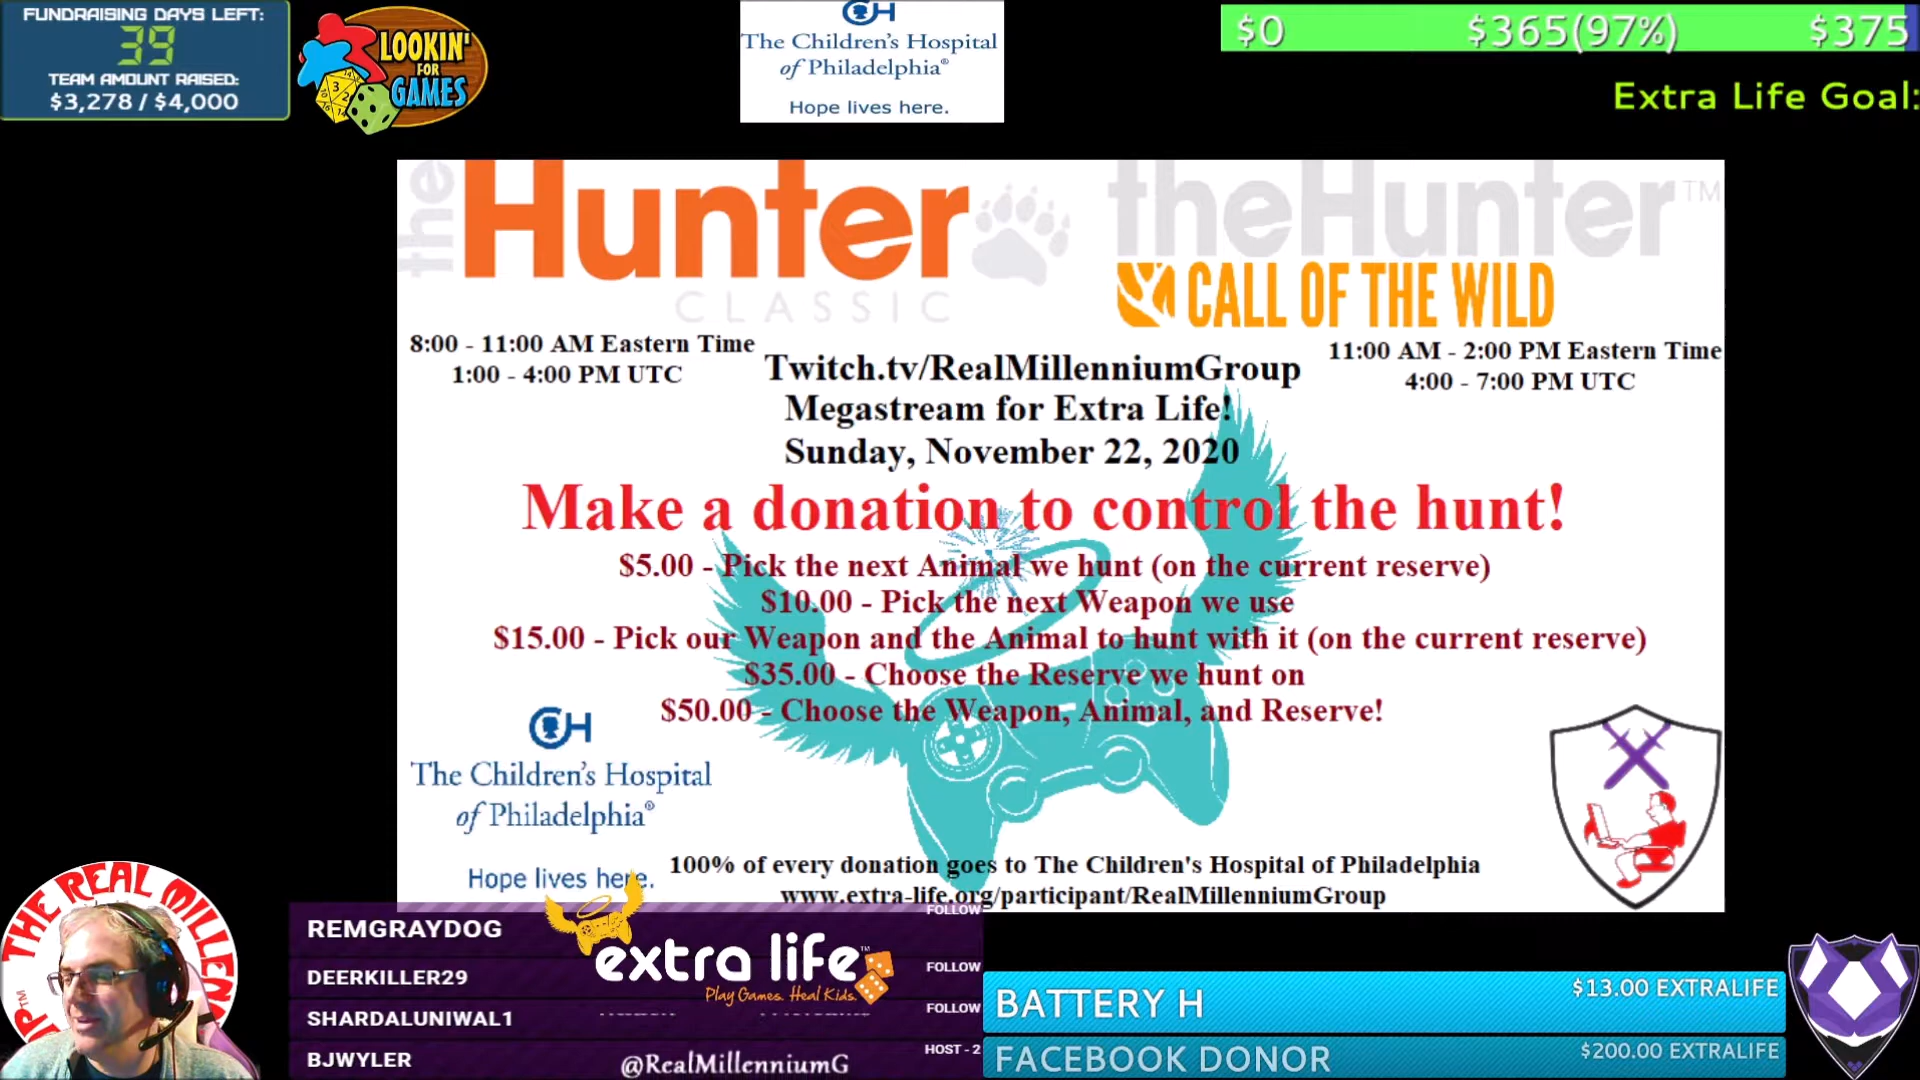 FUNDRAISING DAYS LEFT:
39
TEAM AMOUNT RAISED:
$3,278 / $4,000
LOOKIN'
FOR
GAMES
CH
The Children's Hospital
of Philadelphia®
Hope lives here.
$0 $365(97%) $375
Extra Life Goal:
theHunter
CLASSIC
theHunter™
CALL OF THE WILD
8:00 - 11:00 AM Eastern Time
1:00 - 4:00 PM UTC
Twitch.tv/RealMillenniumGroup
Megastream for Extra Life!
Sunday, November 22, 2020
11:00 AM - 2:00 PM Eastern Time
4:00 - 7:00 PM UTC
Make a donation to control the hunt!
$5.00 - Pick the next Animal we hunt (on the current reserve)
$10.00 - Pick the next Weapon we use
$15.00 - Pick our Weapon and the Animal to hunt with it (on the current reserve)
$35.00 - Choose the Reserve we hunt on
$50.00 - Choose the Weapon, Animal, and Reserve!
CH
The Children's Hospital
of Philadelphia®
Hope lives here.
100% of every donation goes to The Children's Hospital of Philadelphia
www.extra-life.org/participant/RealMillenniumGroup
THE REAL MILLEN
REMGRAYDOG FOLLOW
DEERKILLER29 FOLLOW
SHARDALUNIWAL1 FOLLOW
BJWYLER HOST - 2
extra life™
Play Games. Heal Kids.
@RealMillenniumG
BATTERY H $13.00 EXTRALIFE
FACEBOOK DONOR $200.00 EXTRALIFE